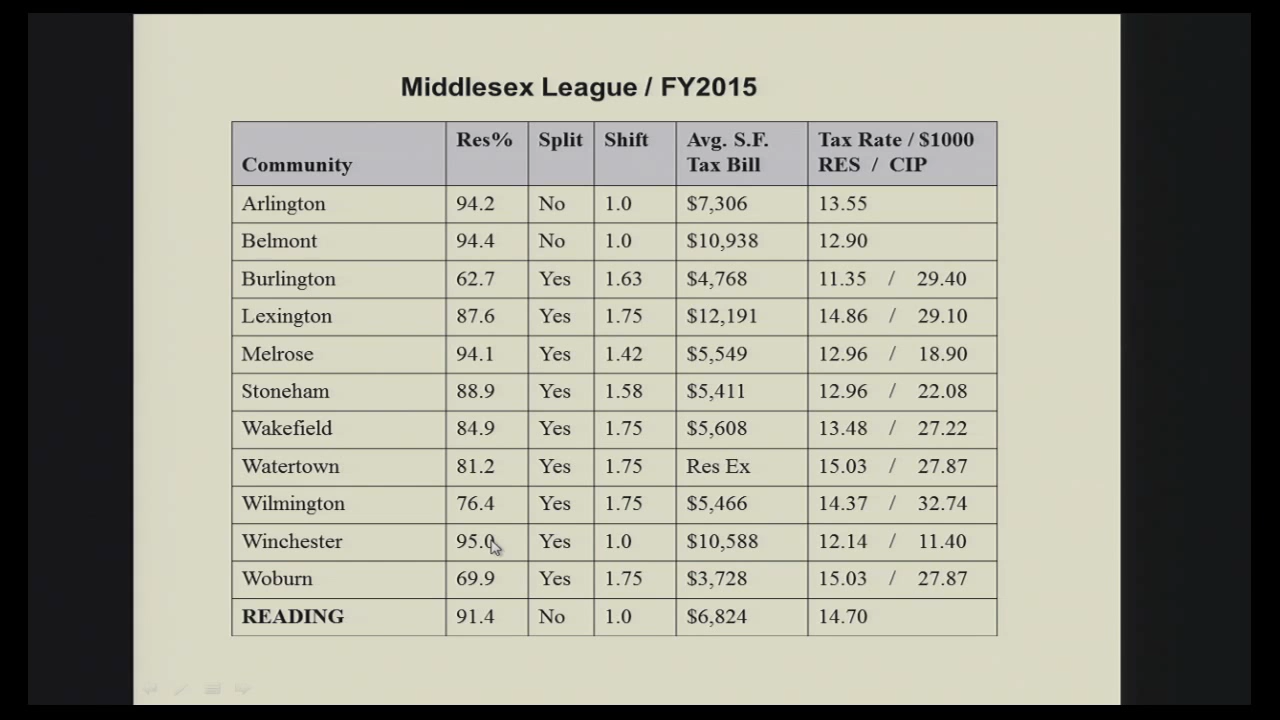 Middlesex League / FY2015
Community Res% Split Shift Avg. S.F. Tax Bill Tax Rate / $1000 RES / CIP
Arlington 94.2 No 1.0 $7,306 13.55
Belmont 94.4 No 1.0 $10,938 12.90
Burlington 62.7 Yes 1.63 $4,768 11.35 / 29.40
Lexington 87.6 Yes 1.75 $12,191 14.86 / 29.10
Melrose 94.1 Yes 1.42 $5,549 12.96 / 18.90
Stoneham 88.9 Yes 1.58 $5,411 12.96 / 22.08
Wakefield 84.9 Yes 1.75 $5,608 13.48 / 27.22
Watertown 81.2 Yes 1.75 Res Ex 15.03 / 27.87
Wilmington 76.4 Yes 1.75 $5,466 14.37 / 32.74
Winchester 95.0 Yes 1.0 $10,588 12.14 / 11.40
Woburn 69.9 Yes 1.75 $3,728 15.03 / 27.87
READING 91.4 No 1.0 $6,824 14.70